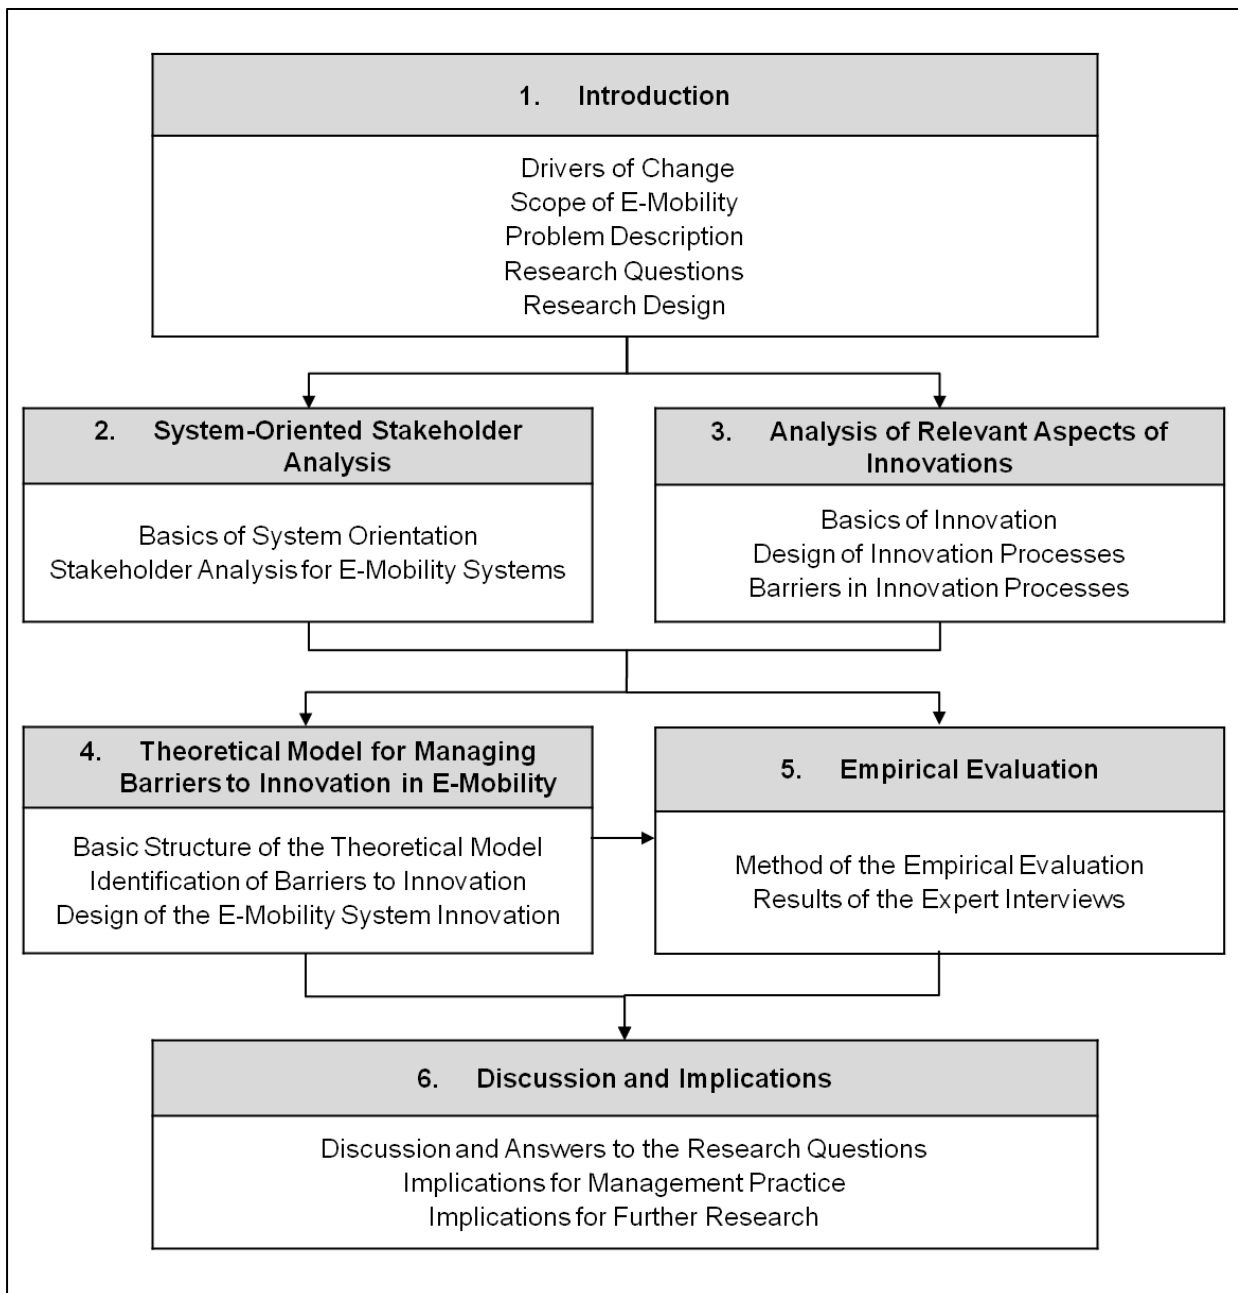 1. Introduction
Drivers of Change
Scope of E-Mobility
Problem Description
Research Questions
Research Design
2. System-Oriented Stakeholder
Analysis
Basics of System Orientation
Stakeholder Analysis for E-Mobility Systems
3. Analysis of Relevant Aspects of
Innovations
Basics of Innovation
Design of Innovation Processes
Barriers in Innovation Processes
4. Theoretical Model for Managing
Barriers to Innovation in E-Mobility
Basic Structure of the Theoretical Model
Identification of Barriers to Innovation
Design of the E-Mobility System Innovation
5. Empirical Evaluation
Method of the Empirical Evaluation
Results of the Expert Interviews
6. Discussion and Implications
Discussion and Answers to the Research Questions
Implications for Management Practice
Implications for Further Research